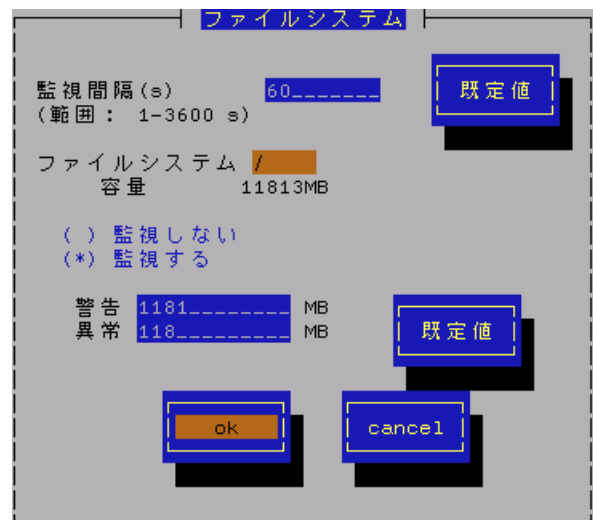 ファイルシステム
監視間隔(s) 60_______ 既定値
(範囲: 1-3600 s)
ファイルシステム /
容量 11813MB
( ) 監視しない
(*) 監視する
警告 1181_________ MB
異常 118__________ MB 既定値
ok cancel